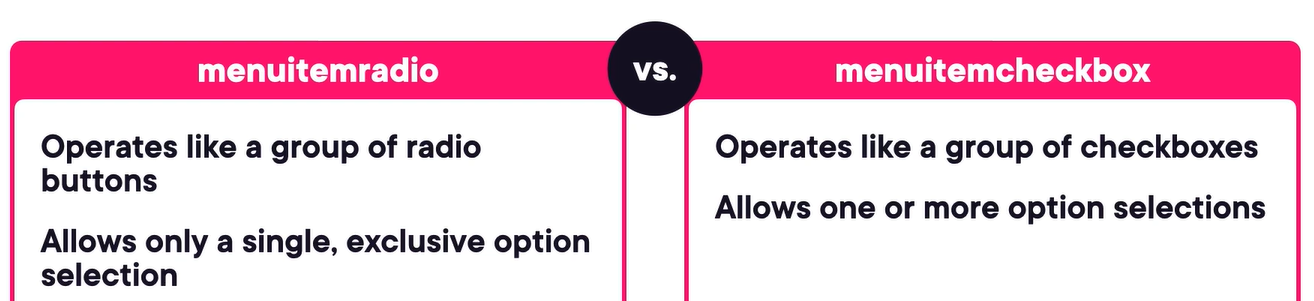 menuitemradio
vs.
menuitemcheckbox
Operates like a group of radio
buttons
Allows only a single, exclusive option
selection
Operates like a group of checkboxes
Allows one or more option selections